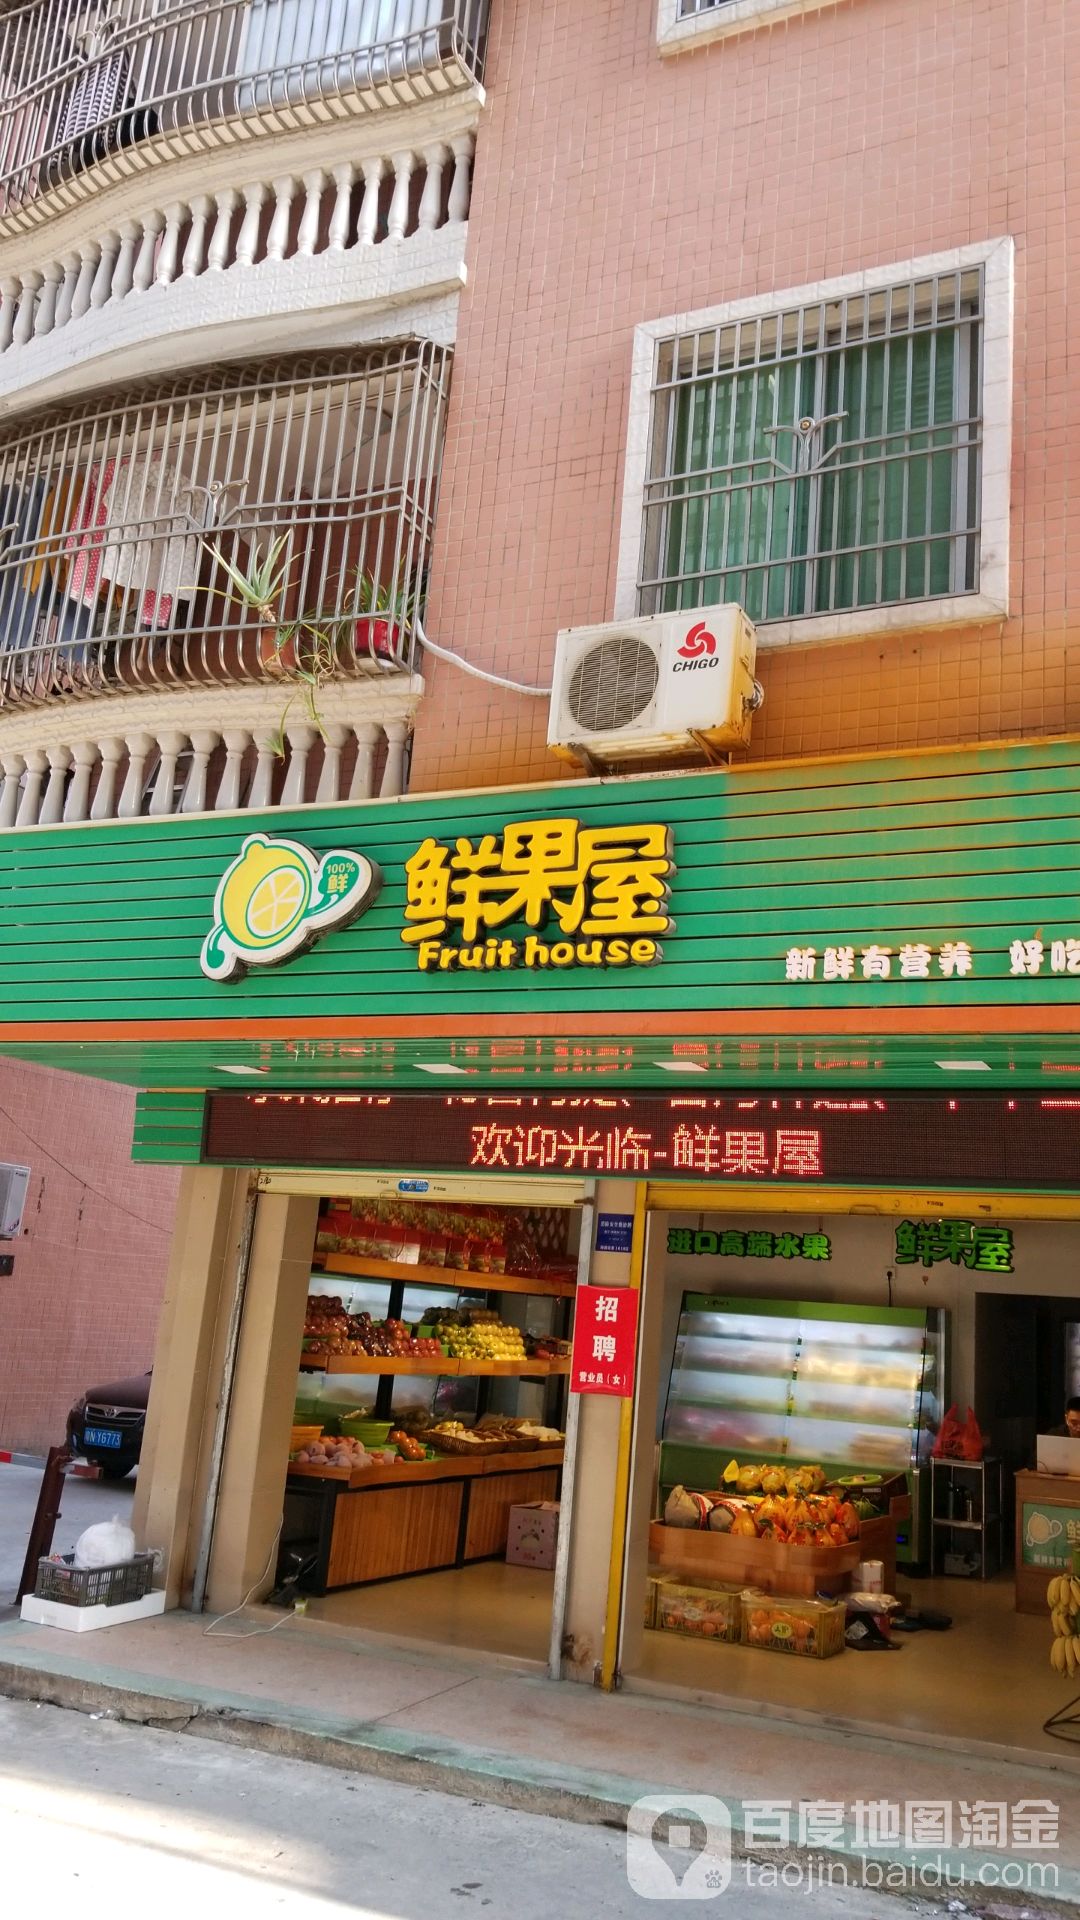 CHIGO
100%
鲜
鲜果屋
Fruit house
新鲜有营养 好吃
欢迎光临-鲜果屋
进口高端水果 鲜果屋
招聘
营业员（女）
NY6773
百度地图淘金
taojin.baidu.com